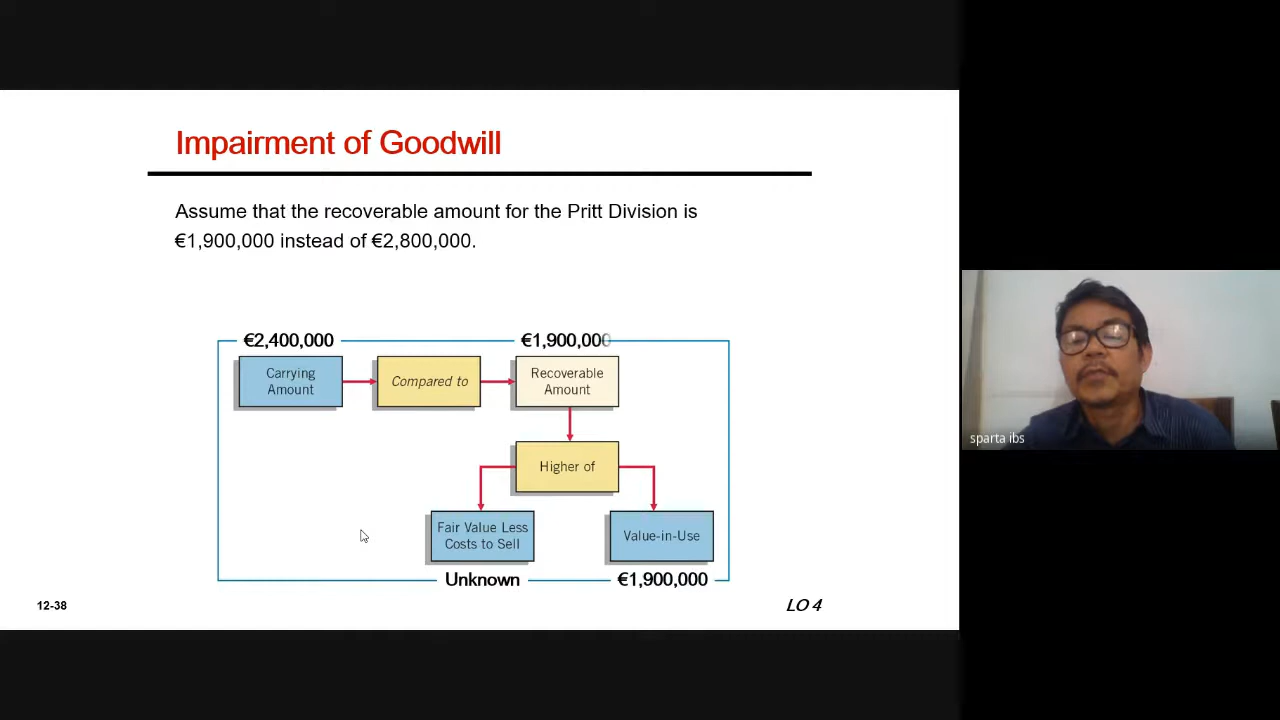 Impairment of Goodwill
Assume that the recoverable amount for the Pritt Division is
€1,900,000 instead of €2,800,000.
€2,400,000
€1,900,000
Carrying
Amount
Compared to
Recoverable
Amount
Higher of
Fair Value Less
Costs to Sell
Value-in-Use
Unknown
€1,900,000
12-38
LO 4
sparta ibs